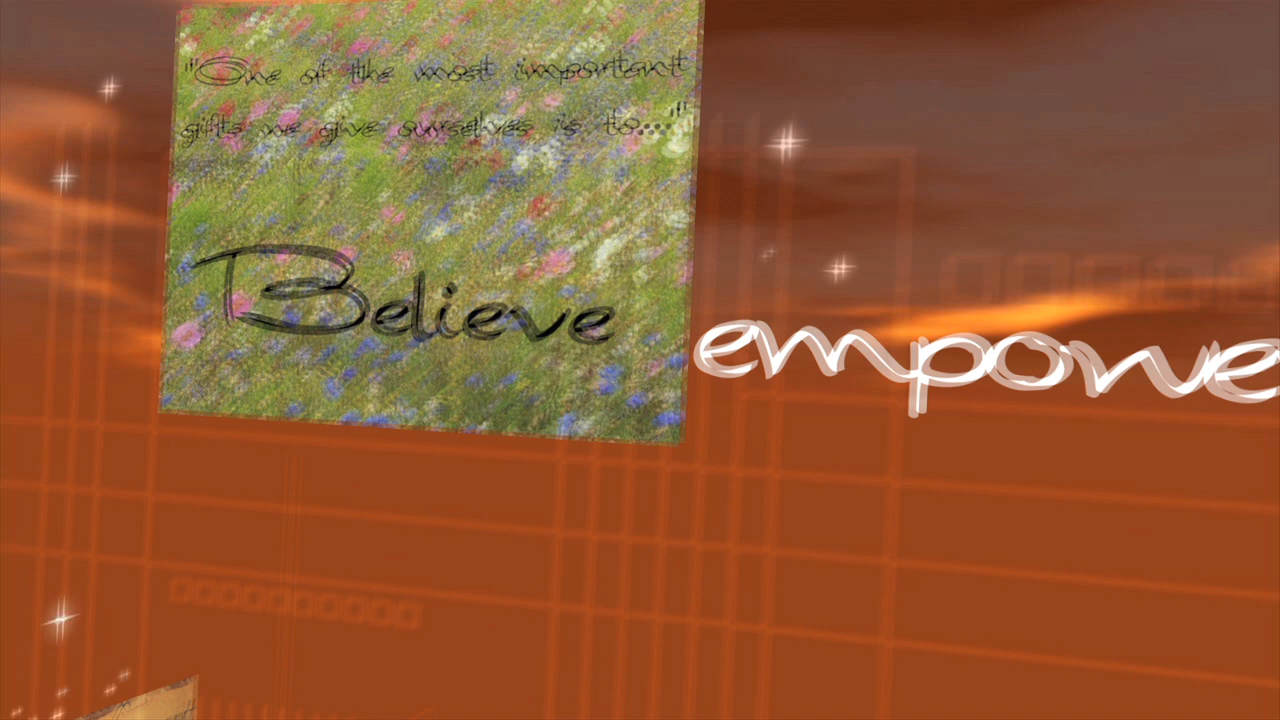 "One of the most important
gifts we give ourselves is to..."
Believe
empowe